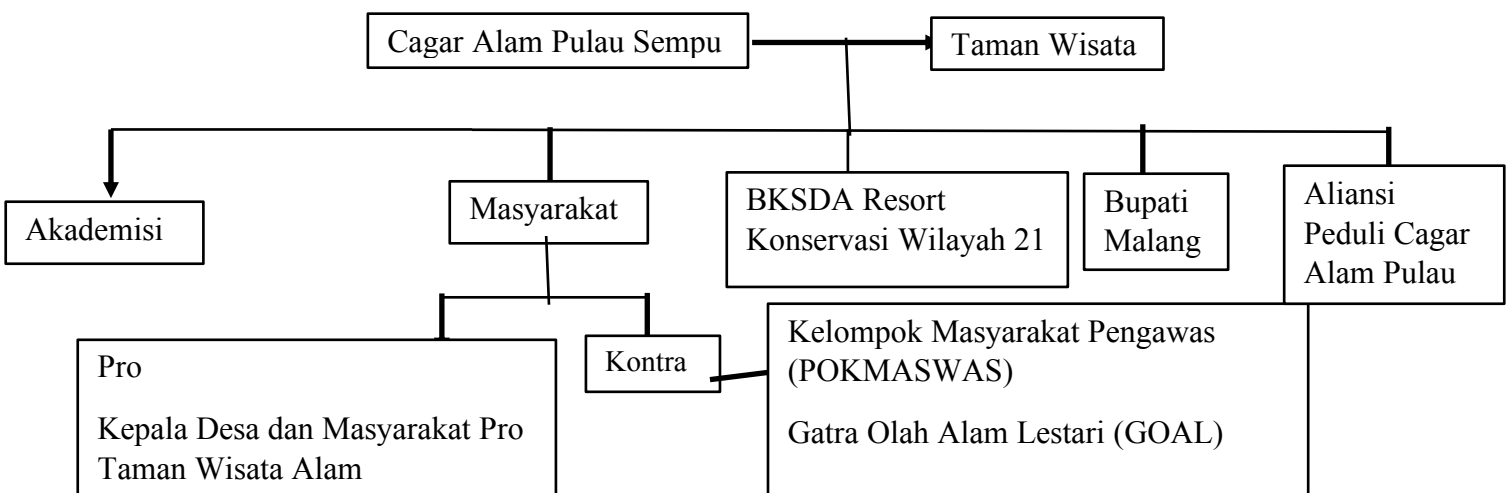 Cagar Alam Pulau Sempu
Taman Wisata
Akademisi
Masyarakat
BKSDA Resort
Konservasi Wilayah 21
Bupati
Malang
Aliansi
Peduli Cagar
Alam Pulau
Pro
Kepala Desa dan Masyarakat Pro
Taman Wisata Alam
Kontra
Kelompok Masyarakat Pengawas
(POKMASWAS)
Gatra Olah Alam Lestari (GOAL)